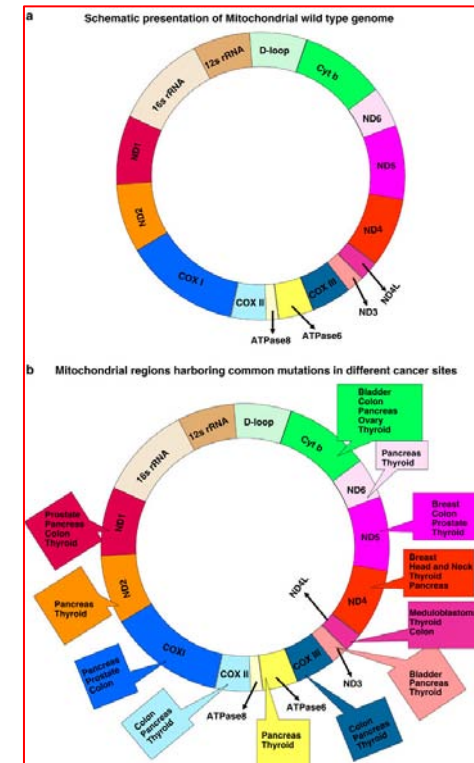 a
Schematic presentation of Mitochondrial wild type genome
D-loop
Cyt b
ND6
ND5
ND4
ND4L
ND3
COX III
ATPase6
ATPase8
COX II
COX I
ND2
ND1
16s rRNA
12s rRNA
b
Mitochondrial regions harboring common mutations in different cancer sites
D-loop
Cyt b
ND6
ND5
ND4
ND4L
ND3
COX III
ATPase6
ATPase8
COX II
COXI
ND2
ND1
16s rRNA
12s rRNA
Bladder
Colon
Pancreas
Ovary
Thyroid
Pancreas
Thyroid
Breast
Colon
Prostate
Thyroid
Breast
Head and Neck
Thyroid
Pancreas
Meduloblastoma
Thyroid
Colon
Bladder
Pancreas
Thyroid
Colon
Pancreas
Thyroid
Pancreas
Thyroid
Colon
Pancreas
Thyroid
Pancreas
Prostate
Colon
Pancreas
Thyroid
Prostate
Pancreas
Colon
Thyroid